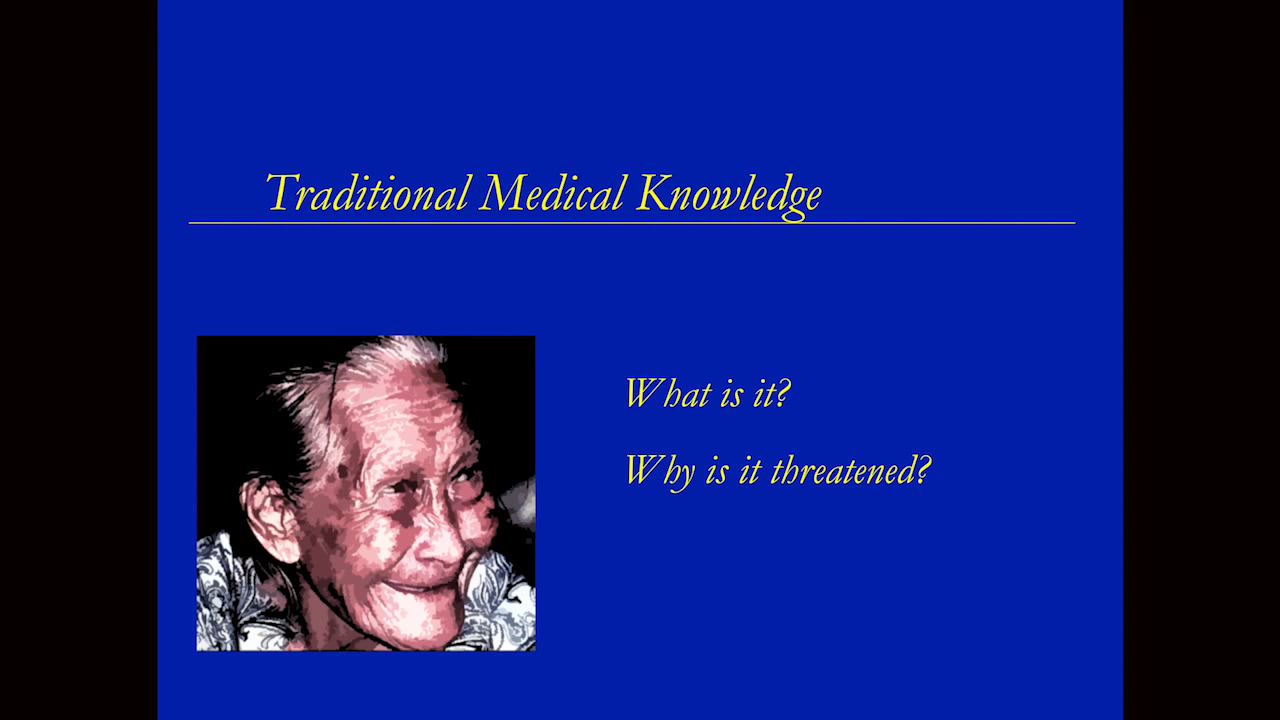 Traditional Medical Knowledge
What is it?
Why is it threatened?